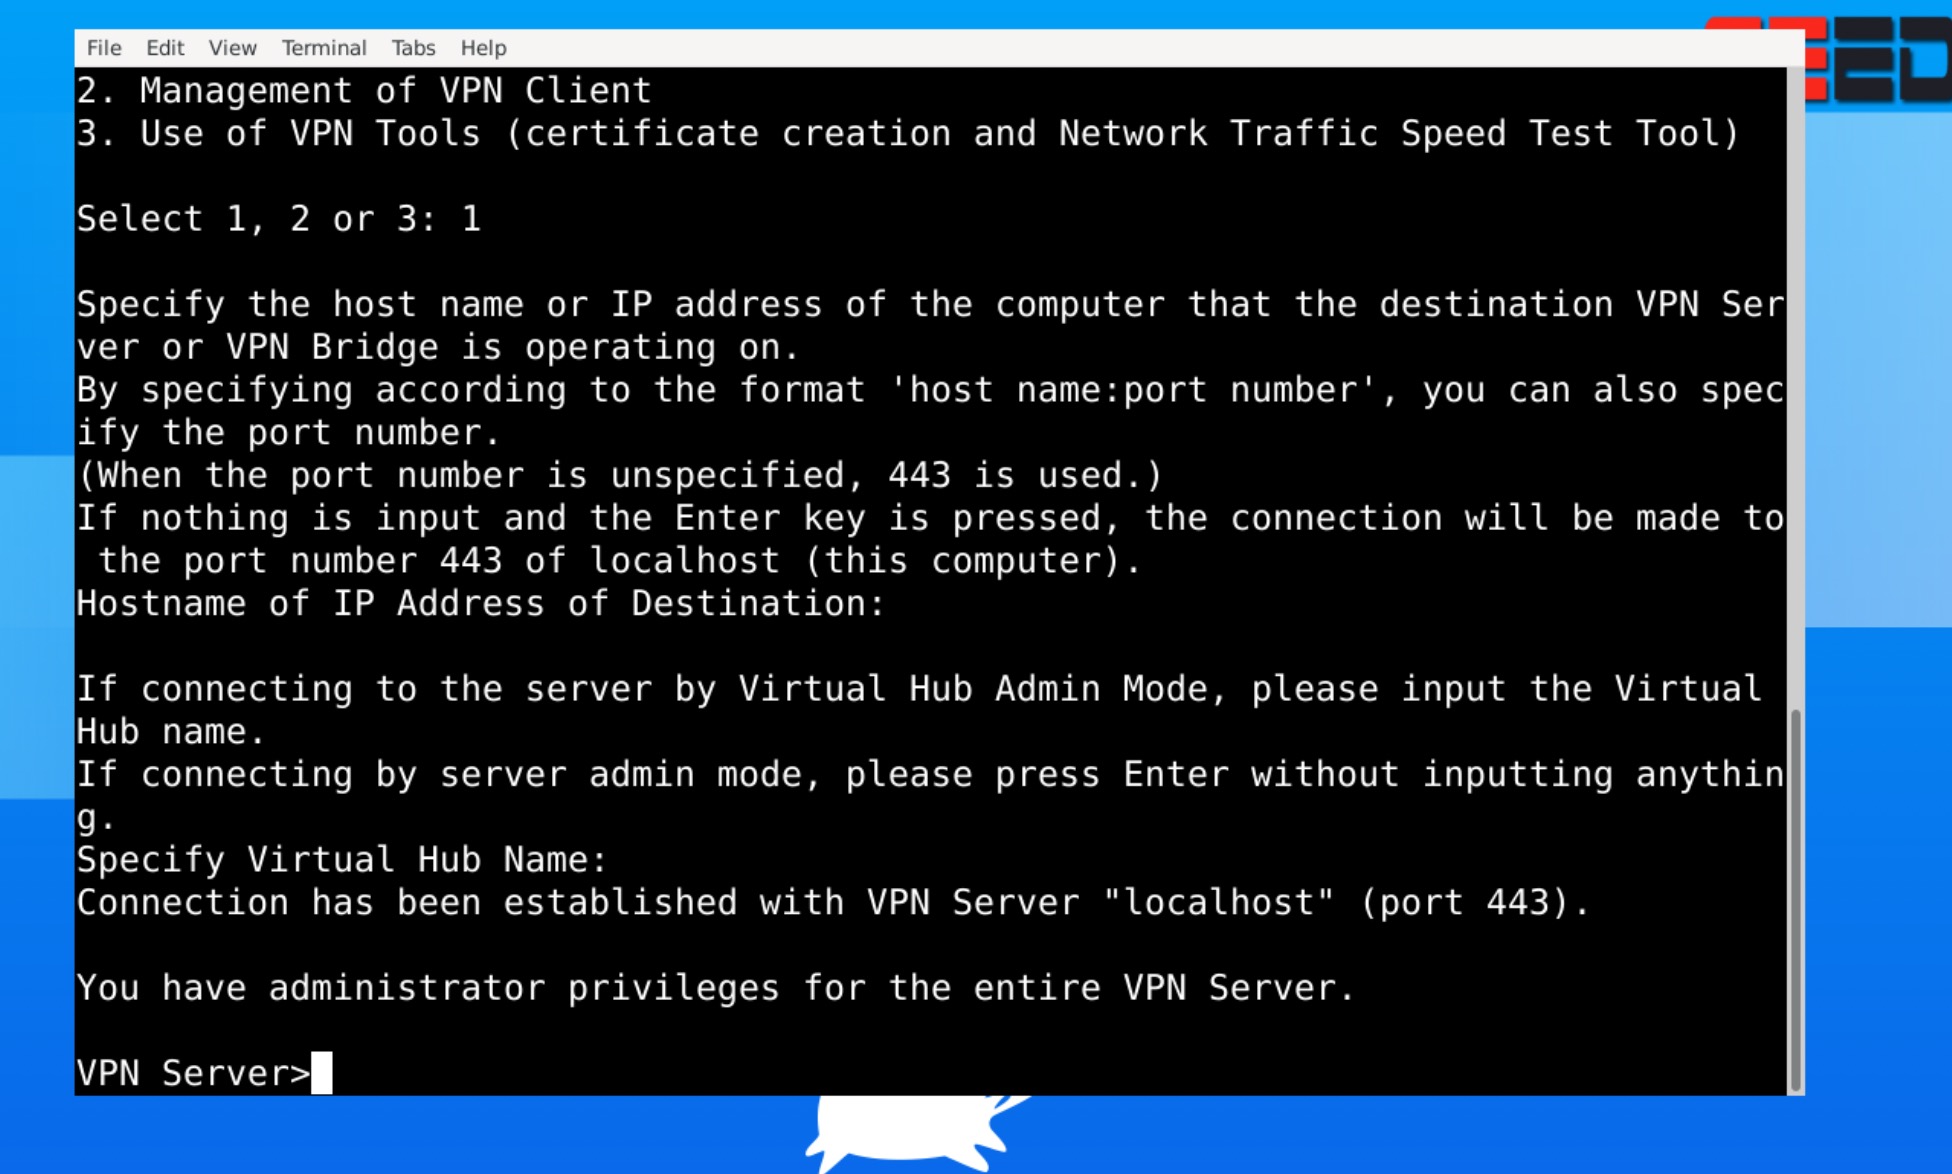 File Edit View Terminal Tabs Help
2. Management of VPN Client
3. Use of VPN Tools (certificate creation and Network Traffic Speed Test Tool)
Select 1, 2 or 3: 1
Specify the host name or IP address of the computer that the destination VPN Ser
ver or VPN Bridge is operating on.
By specifying according to the format 'host name:port number', you can also spec
ify the port number.
(When the port number is unspecified, 443 is used.)
If nothing is input and the Enter key is pressed, the connection will be made to
 the port number 443 of localhost (this computer).
Hostname of IP Address of Destination:
If connecting to the server by Virtual Hub Admin Mode, please input the Virtual
Hub name.
If connecting by server admin mode, please press Enter without inputting anythin
g.
Specify Virtual Hub Name:
Connection has been established with VPN Server "localhost" (port 443).
You have administrator privileges for the entire VPN Server.
VPN Server>